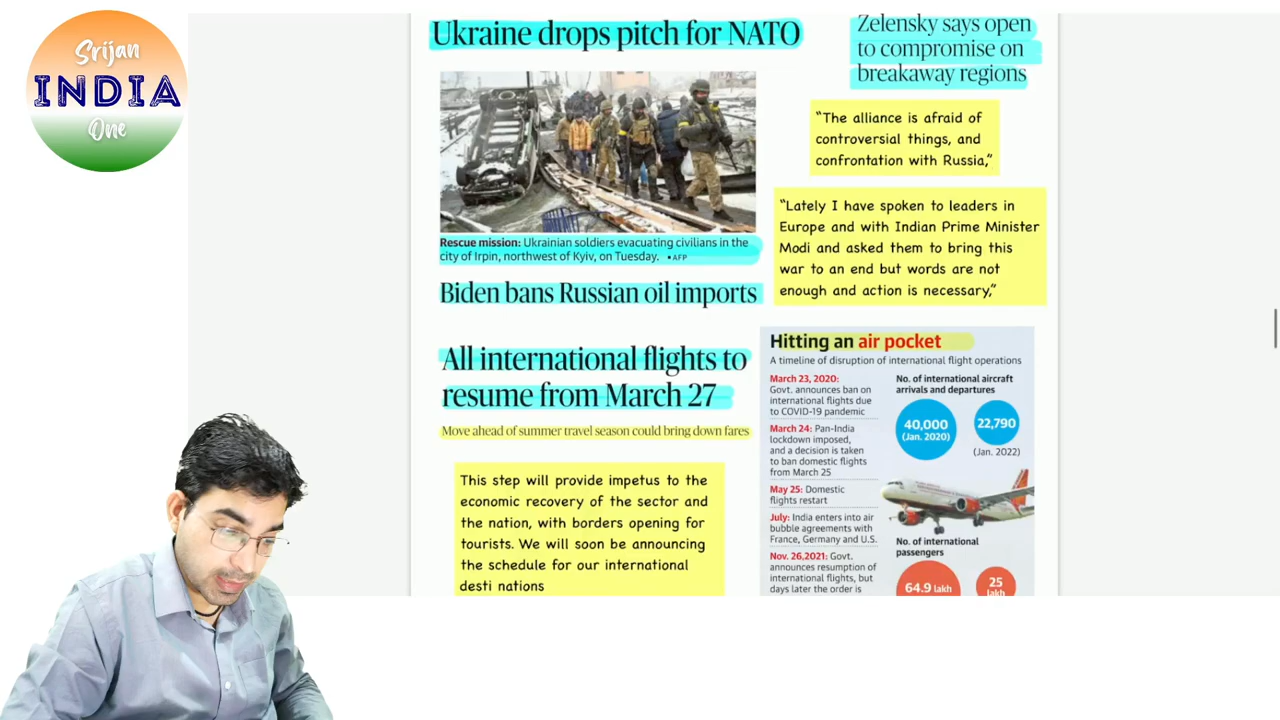 Srijan
INDIA
One
Ukraine drops pitch for NATO
Zelensky says open
to compromise on
breakaway regions
"The alliance is afraid of
controversial things, and
confrontation with Russia,"
"Lately I have spoken to leaders in
Europe and with Indian Prime Minister
Modi and asked them to bring this
war to an end but words are not
enough and action is necessary,"
Rescue mission: Ukrainian soldiers evacuating civilians in the
city of Irpin, northwest of Kyiv, on Tuesday. •AFP
Biden bans Russian oil imports
All international flights to
resume from March 27
Move ahead of summer travel season could bring down fares
This step will provide impetus to the
economic recovery of the sector and
the nation, with borders opening for
tourists. We will soon be announcing
the schedule for our international
desti nations
Hitting an air pocket
A timeline of disruption of international flight operations
March 23, 2020:
Govt. announces ban on
international flights due
to COVID-19 pandemic
March 24: Pan-India
lockdown imposed,
and a decision is taken
to ban domestic flights
from March 25
May 25: Domestic
flights restart
July: India enters into air
bubble agreements with
France, Germany and U.S.
Nov. 26,2021: Govt.
announces resumption of
international flights, but
days later the order is
No. of international aircraft
arrivals and departures
40,000
(Jan. 2020)
22,790
(Jan. 2022)
No. of international
passengers
64.9 lakh
25
lakh